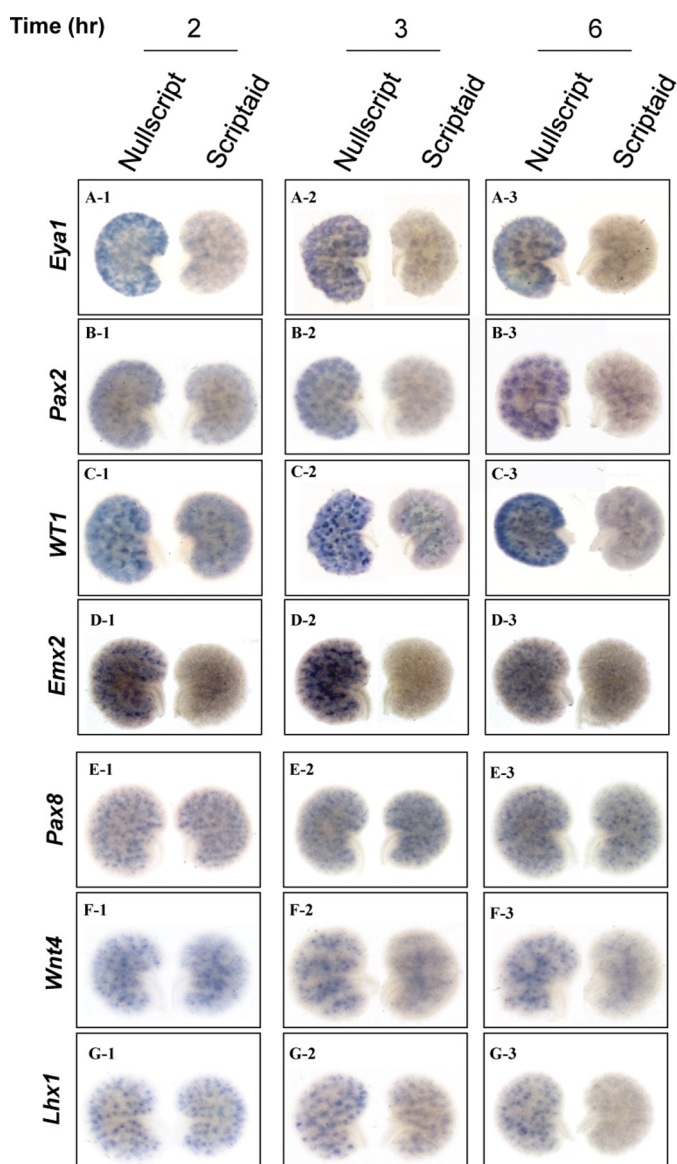 Time (hr) 2 3 6
Nullscript Scriptaid Nullscript Scriptaid Nullscript Scriptaid
Eya1 A-1 A-2 A-3
Pax2 B-1 B-2 B-3
WT1 C-1 C-2 C-3
Emx2 D-1 D-2 D-3
Pax8 E-1 E-2 E-3
Wnt4 F-1 F-2 F-3
Lhx1 G-1 G-2 G-3